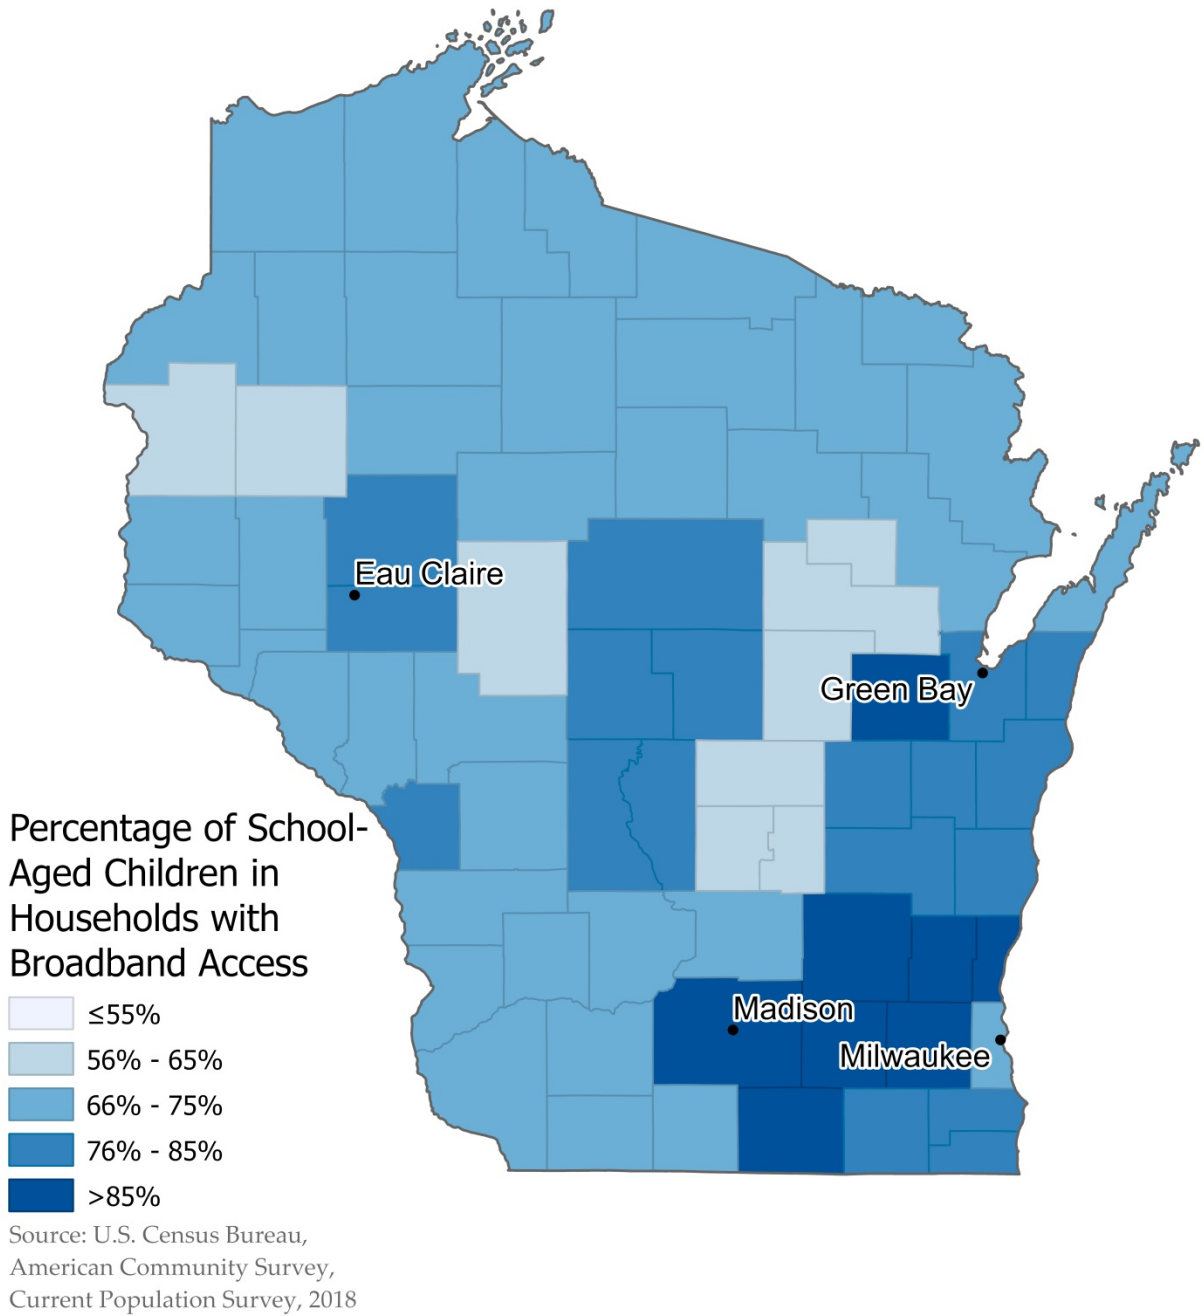 Eau Claire
Green Bay
Percentage of School-
Aged Children in
Households with
Broadband Access
Madison
Milwaukee
≤55%
56% - 65%
66% - 75%
76% - 85%
>85%
Source: U.S. Census Bureau,
American Community Survey,
Current Population Survey, 2018